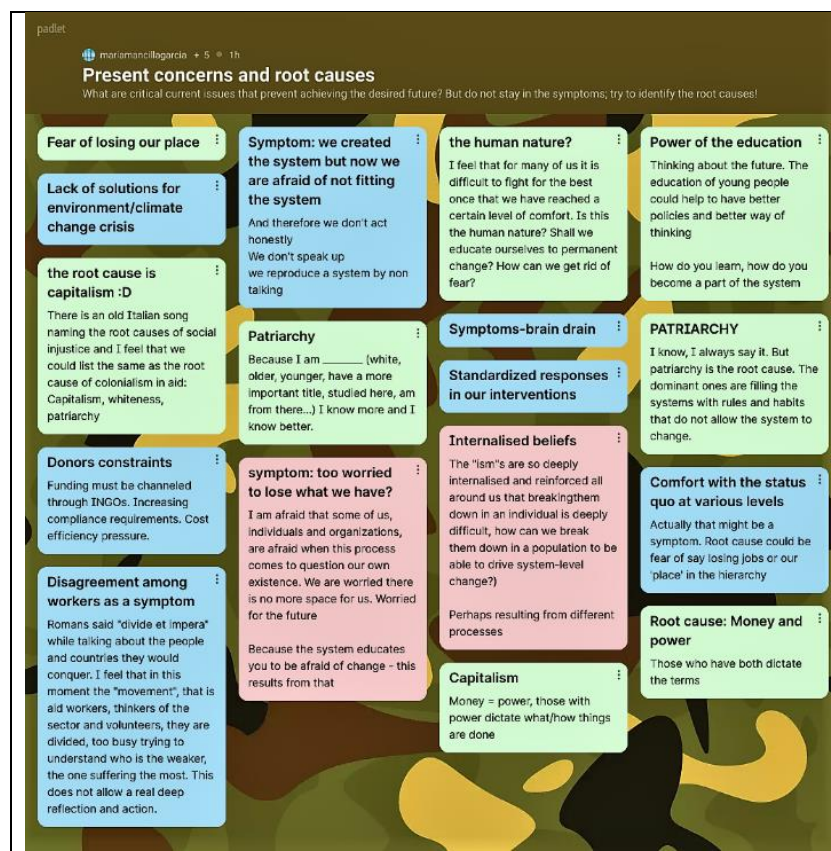 padlet
mariamancillagarcia + 5 1h
Present concerns and root causes
What are critical current issues that prevent achieving the desired future? But do not stay in the symptoms; try to identify the root causes!
Fear of losing our place
Lack of solutions for
environment/climate
change crisis
the root cause is
capitalism :D
There is an old Italian song
naming the root causes of social
injustice and I feel that we
could list the same as the root
cause of colonialism in aid:
Capitalism, whiteness,
patriarchy
Donors constraints
Funding must be channeled
through INGOs. Increasing
compliance requirements. Cost
efficiency pressure.
Disagreement among
workers as a symptom
Romans said "divide et impera"
while talking about the people
and countries they would
conquer. I feel that in this
moment the "movement", that is
aid workers, thinkers of the
sector and volunteers, they are
divided, too busy trying to
understand who is the weaker,
the one suffering the most. This
does not allow a real deep
reflection and action.
Symptom: we created
the system but now we
are afraid of not fitting
the system
And therefore we don't act
honestly
We don't speak up
we reproduce a system by non
talking
Patriarchy
Because I am _______ (white,
older, younger, have a more
important title, studied here, am
from there...) I know more and I
know better.
symptom: too worried
to lose what we have?
I am afraid that some of us,
individuals and organizations,
are afraid when this process
comes to question our own
existence. We are worried there
is no more space for us. Worried
for the future
Because the system educates
you to be afraid of change - this
results from that
the human nature?
I feel that for many of us it is
difficult to fight for the best
once that we have reached a
certain level of comfort. Is this
the human nature? Shall we
educate ourselves to permanent
change? How can we get rid of
fear?
Symptoms-brain drain
Standardized responses
in our interventions
Internalised beliefs
The "ism"s are so deeply
internalised and reinforced all
around us that breakingthem
down in an individual is deeply
difficult, how can we break
them down in a population to be
able to drive system-level
change?)
Perhaps resulting from different
processes
Capitalism
Money = power, those with
power dictate what/how things
are done
Power of the education
Thinking about the future. The
education of young people
could help to have better
policies and better way of
thinking
How do you learn, how do you
become a part of the system
PATRIARCHY
I know, I always say it. But
patriarchy is the root cause. The
dominant ones are filling the
systems with rules and habits
that do not allow the system to
change.
Comfort with the status
quo at various levels
Actually that might be a
symptom. Root cause could be
fear of say losing jobs or our
'place' in the hierarchy
Root cause: Money and
power
Those who have both dictate
the terms